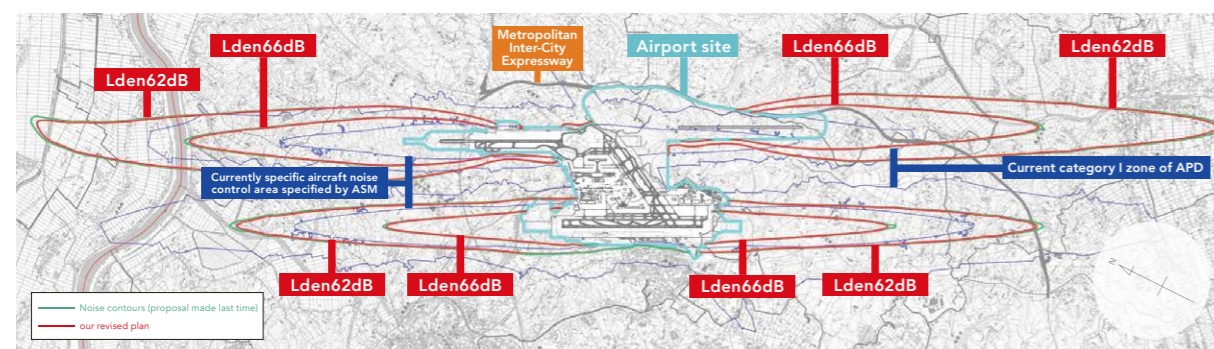 Metropolitan
Inter-City
Expressway
Lden66dB
Airport site
Lden66dB
Lden62dB
Lden62dB
Currently specific aircraft noise
control area specified by ASM
Current category I zone of APD
Lden62dB
Lden66dB
Lden66dB
Lden62dB
Noise contours (proposal made last time)
our revised plan
N